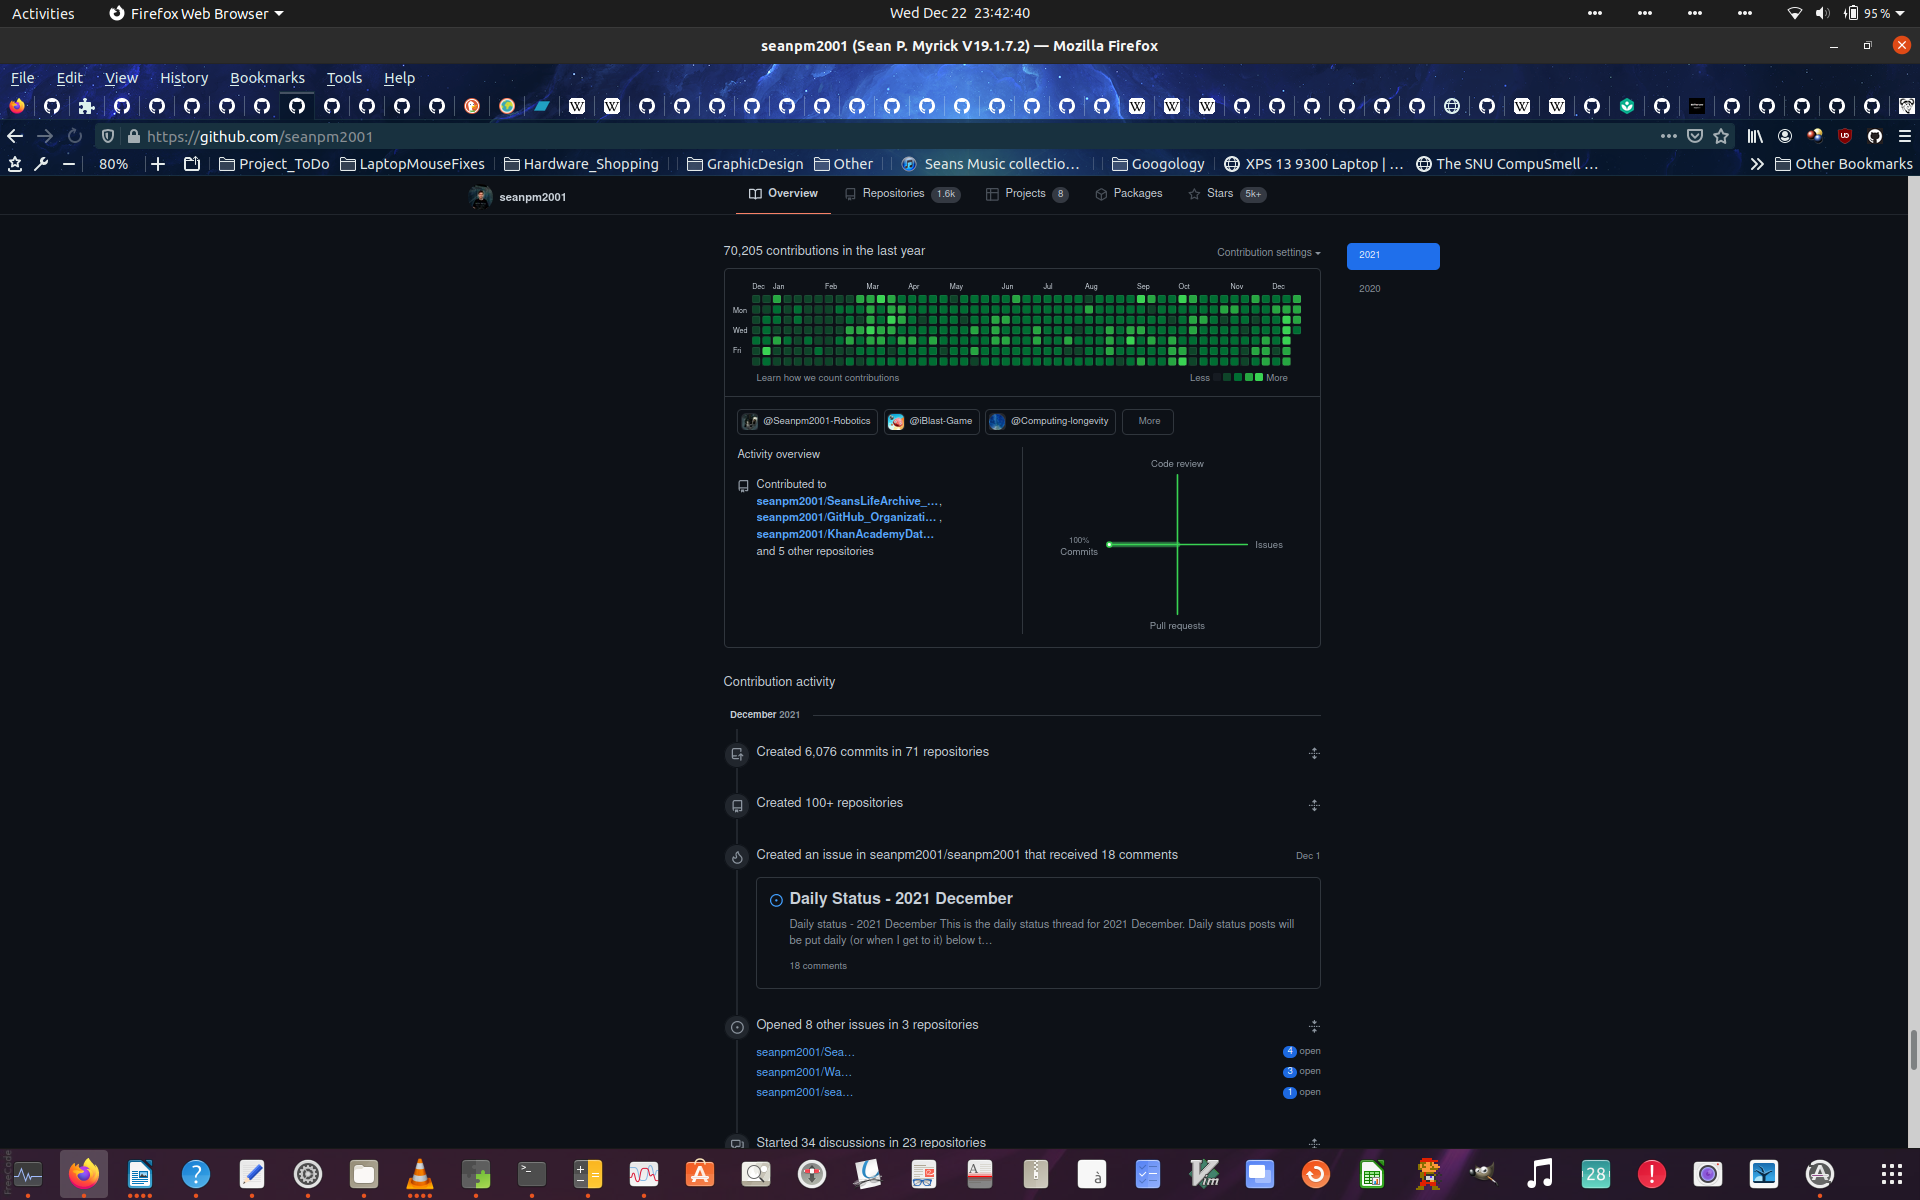 Activities
Firefox Web Browser
Wed Dec 22  23:42:40
95 %
seanpm2001 (Sean P. Myrick V19.1.7.2) — Mozilla Firefox
File Edit View History Bookmarks Tools Help
https://github.com/seanpm2001
80% Project_ToDo LaptopMouseFixes Hardware_Shopping GraphicDesign Other Seans Music collectio… Googology XPS 13 9300 Laptop | … The SNU CompuSmell … Other Bookmarks
seanpm2001
Overview Repositories 1.6k Projects 8 Packages Stars 5k+
70,205 contributions in the last year
Contribution settings
2021
2020
Dec Jan Feb Mar Apr May Jun Jul Aug Sep Oct Nov Dec
Mon
Wed
Fri
Learn how we count contributions
Less More
@Seanpm2001-Robotics @iBlast-Game @Computing-longevity More
Activity overview
Contributed to
seanpm2001/SeansLifeArchive_…,
seanpm2001/GitHub_Organizati… ,
seanpm2001/KhanAcademyDat…
and 5 other repositories
Code review
100%
Commits
Issues
Pull requests
Contribution activity
December 2021
Created 6,076 commits in 71 repositories
Created 100+ repositories
Created an issue in seanpm2001/seanpm2001 that received 18 comments
Dec 1
Daily Status - 2021 December
Daily status - 2021 December This is the daily status thread for 2021 December. Daily status posts will
be put daily (or when I get to it) below t…
18 comments
Opened 8 other issues in 3 repositories
seanpm2001/Sea…
4 open
seanpm2001/Wa…
3 open
seanpm2001/sea…
1 open
Started 34 discussions in 23 repositories
28